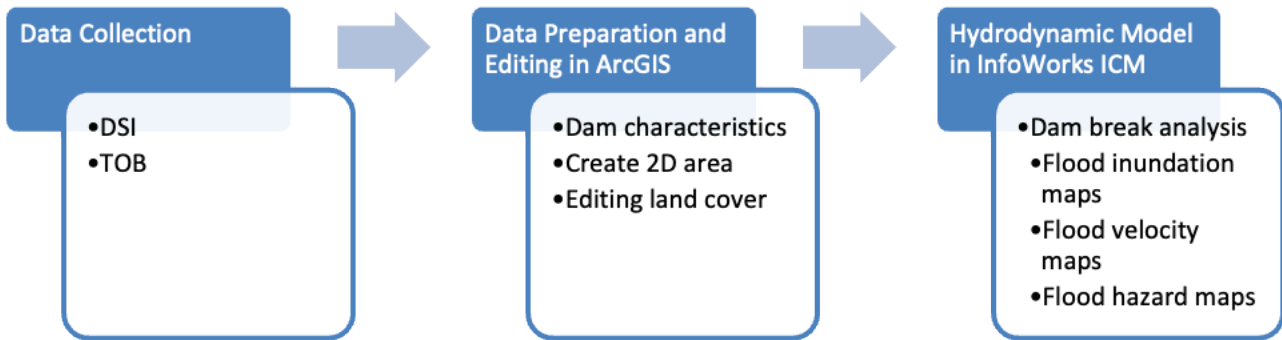 Data Collection
•DSI
•TOB
Data Preparation and
Editing in ArcGIS
•Dam characteristics
•Create 2D area
•Editing land cover
Hydrodynamic Model
in InfoWorks ICM
•Dam break analysis
•Flood inundation
maps
•Flood velocity
maps
•Flood hazard maps